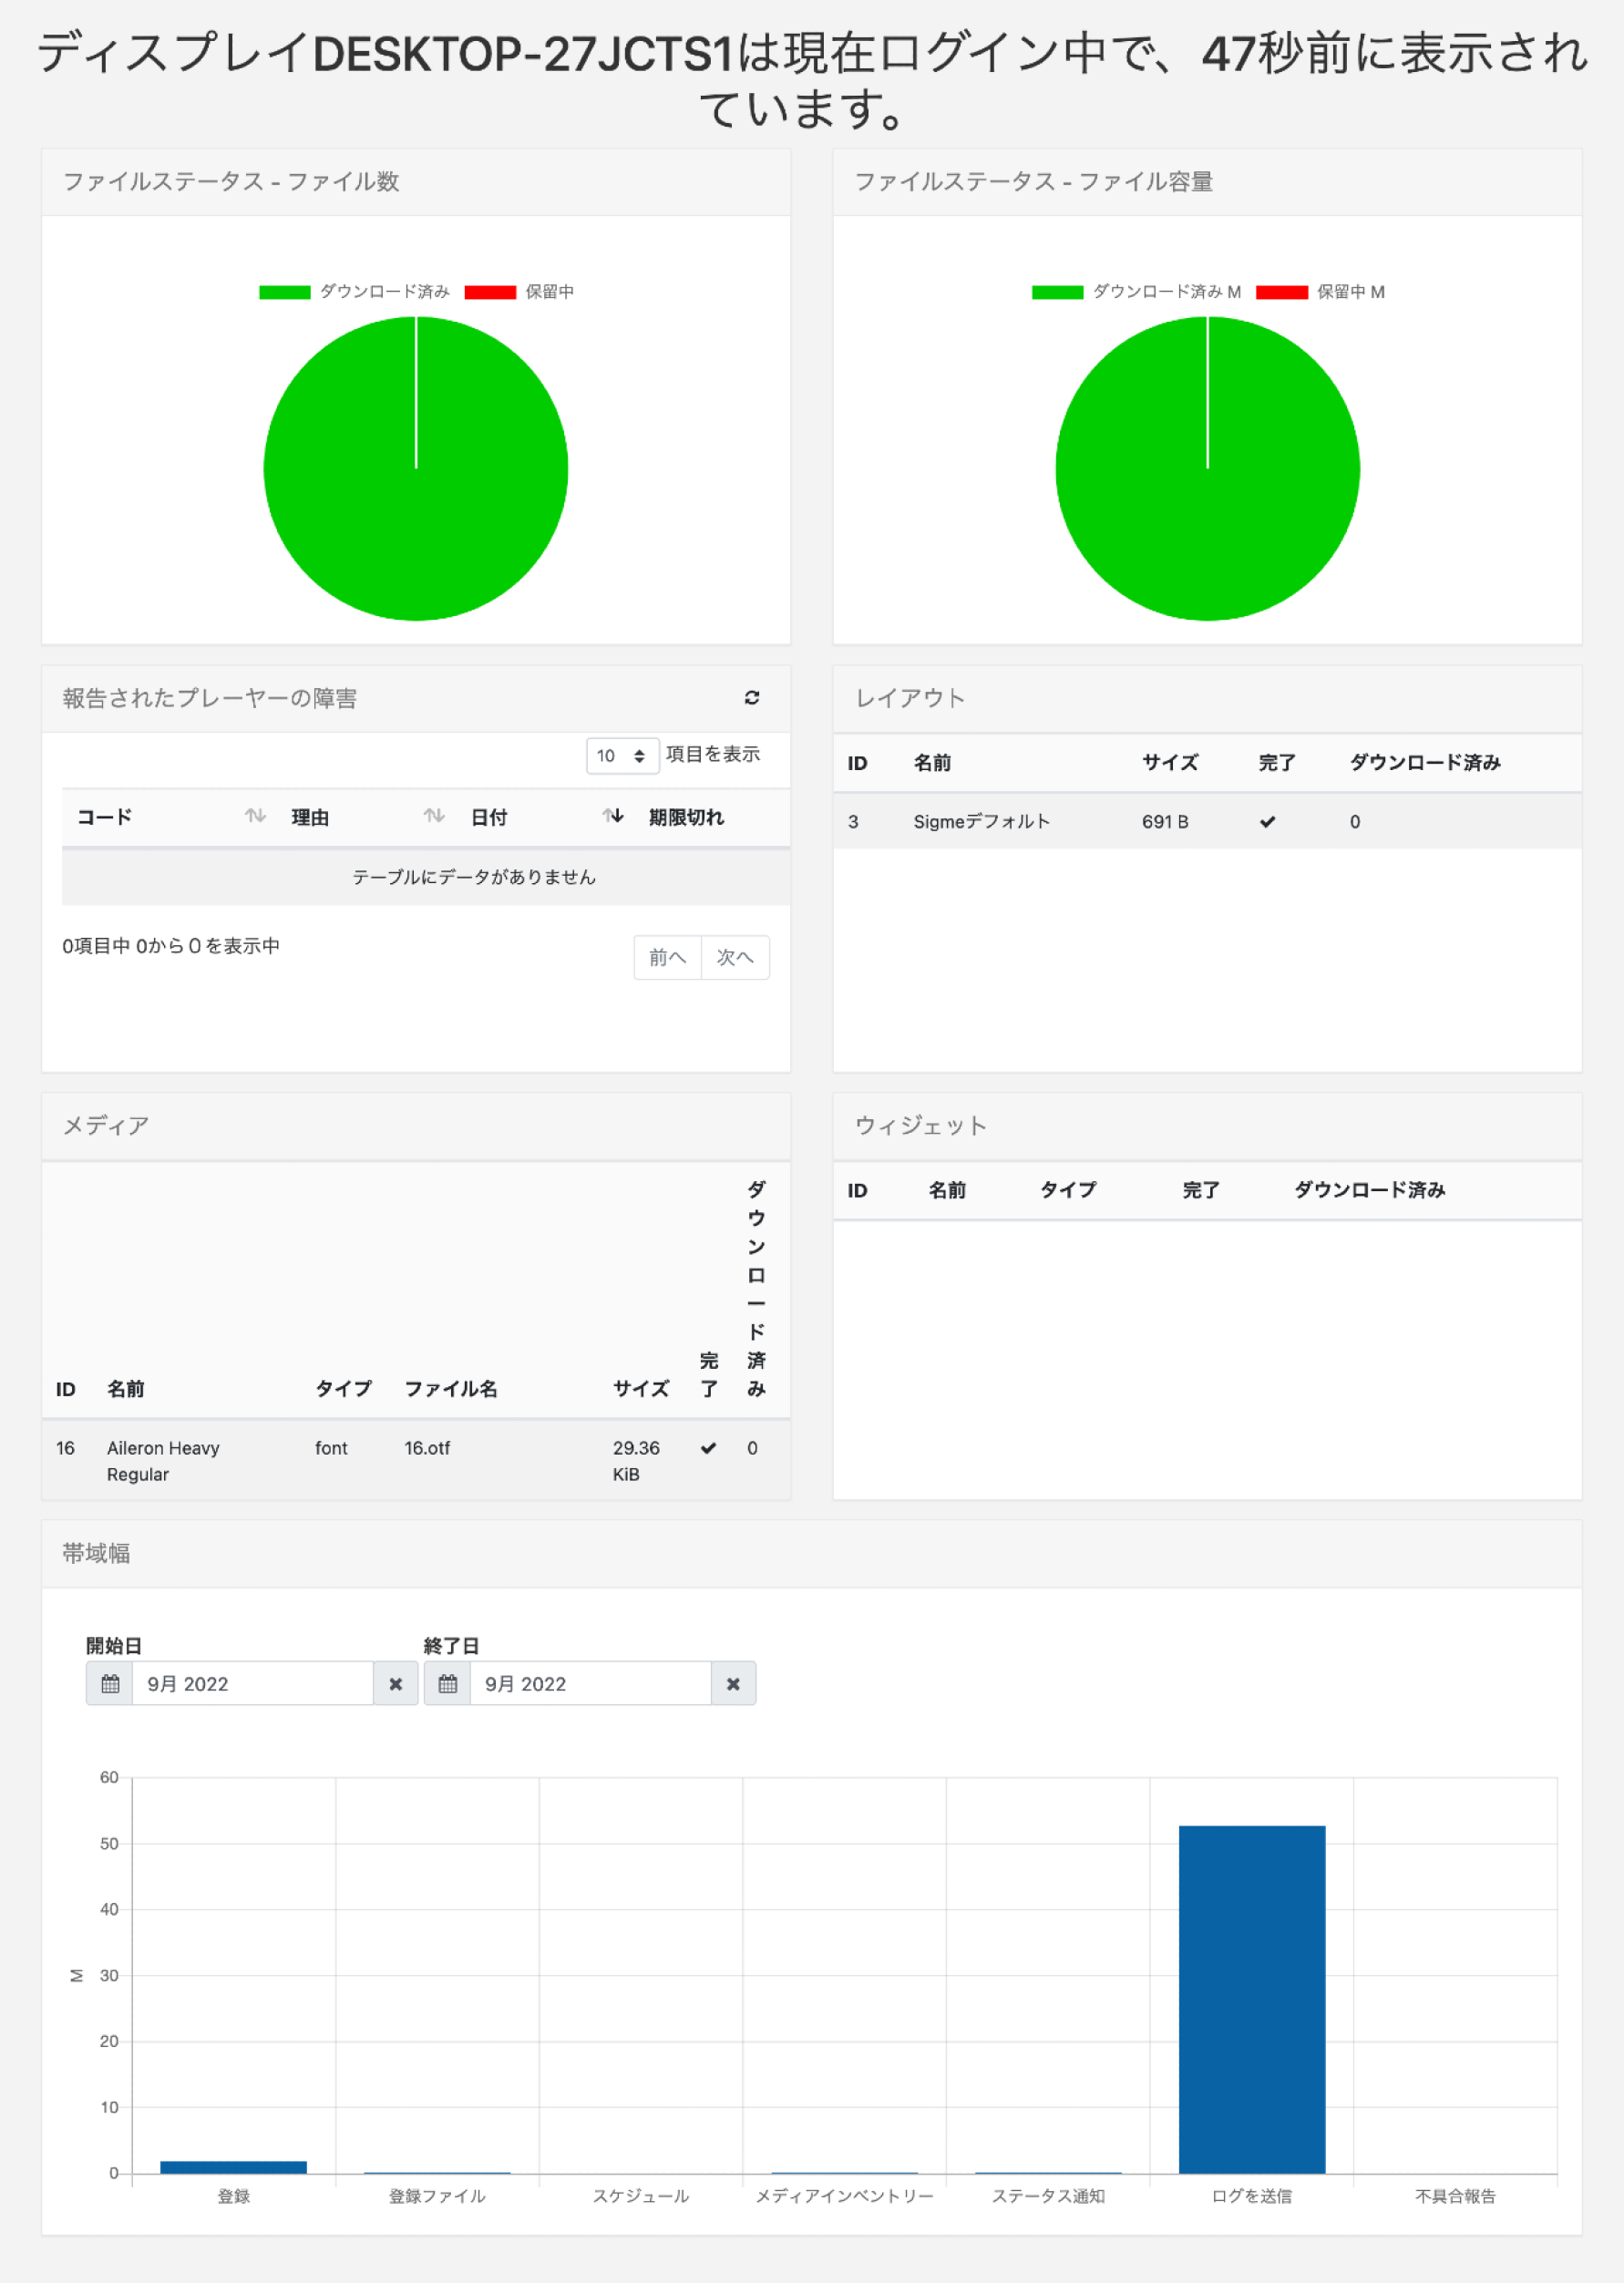 ディスプレイDESKTOP-27JCTS1は現在ログイン中で、47秒前に表示され
ています。
ファイルステータス - ファイル数
ダウンロード済み 保留中
ファイルステータス - ファイル容量
ダウンロード済み M 保留中 M
報告されたプレーヤーの障害
10 項目を表示
コード 理由 日付 期限切れ
テーブルにデータがありません
0項目中 0から０を表示中
前へ 次へ
レイアウト
ID 名前 サイズ 完了 ダウンロード済み
3 Sigmeデフォルト 691 B 0
メディア
ID 名前 タイプ ファイル名 サイズ 完了 ダウンロード済み
16 Aileron Heavy Regular font 16.otf 29.36 KiB 0
ウィジェット
ID 名前 タイプ 完了 ダウンロード済み
帯域幅
開始日 終了日
9月 2022 9月 2022
60
50
40
M 30
20
10
0
登録 登録ファイル スケジュール メディアインベントリー ステータス通知 ログを送信 不具合報告